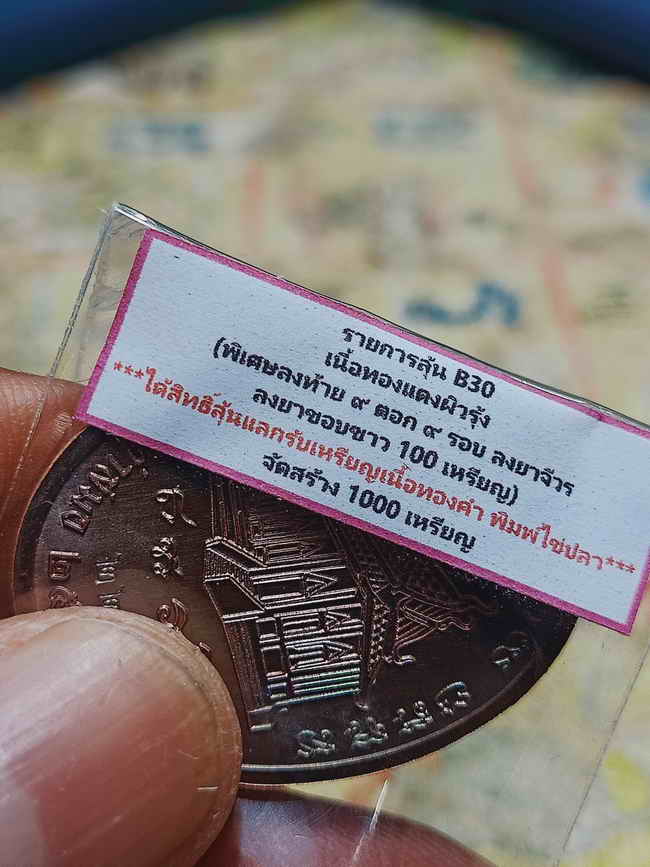 รายการลุ้น B30
เนื้อทองแดงผิวรุ้ง
(พิเศษลงท้าย ๙ ตอก ๙ รอบ ลงยาจีวร
ลงยาขอบขาว 100 เหรียญ)
***ได้สิทธิ์ลุ้นแลกรับเหรียญเนื้อทองคำ พิมพ์ไข่ปลา***
จัดสร้าง 1000 เหรียญ